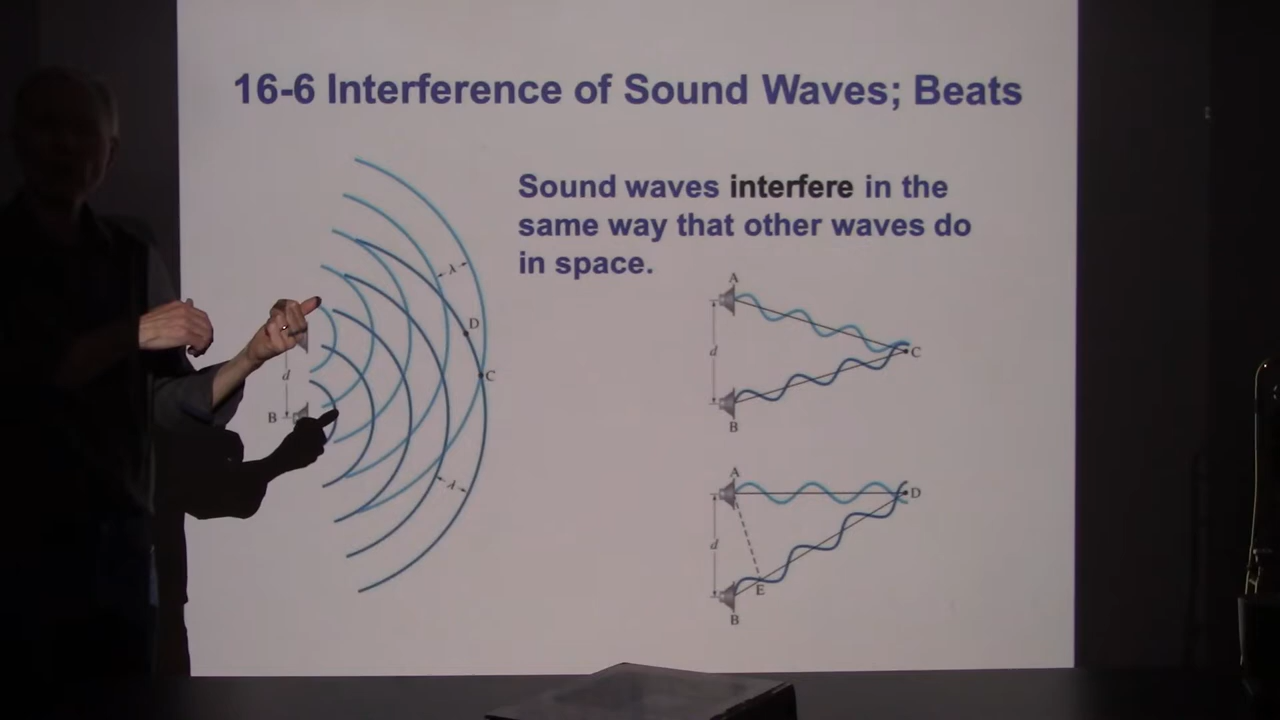 16-6 Interference of Sound Waves; Beats
Sound waves interfere in the
same way that other waves do
in space.
λ
D
d
C
B
λ
A
d
C
B
A
D
d
E
B